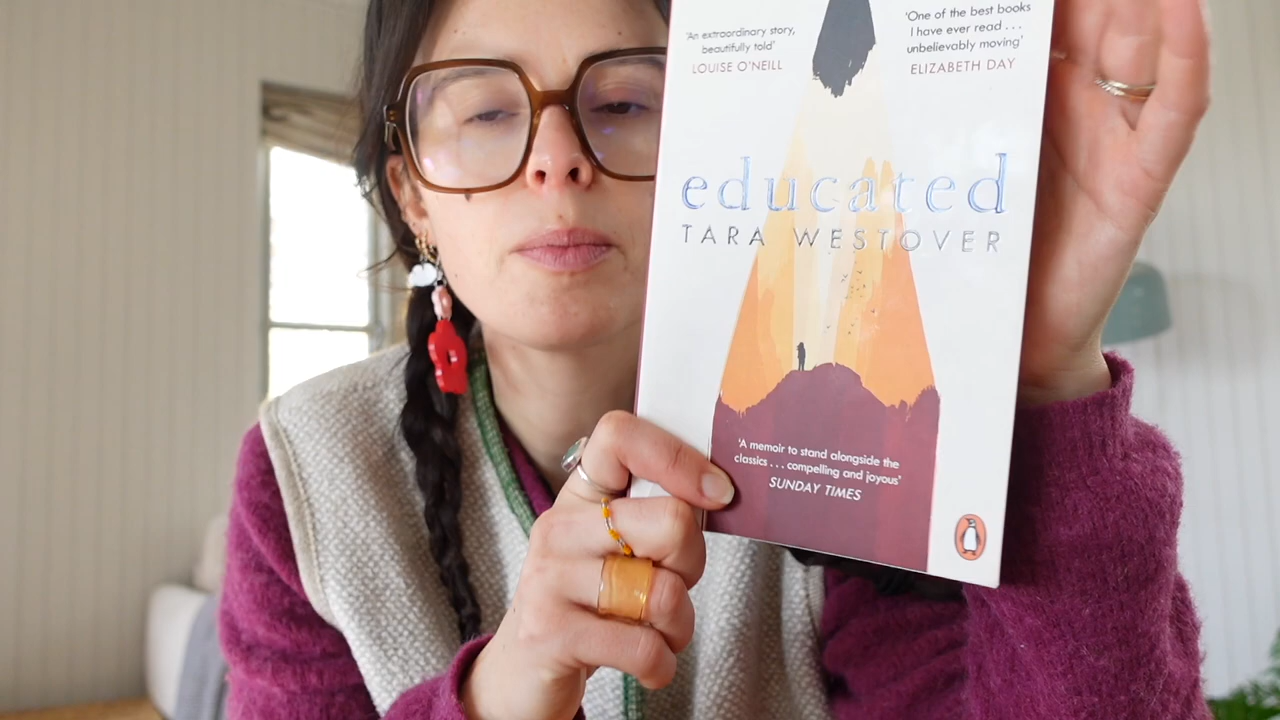 'An extraordinary story,
beautifully told'
LOUISE O'NEILL
'One of the best books
I have ever read . . .
unbelievably moving'
ELIZABETH DAY
educated
TARA WESTOVER
'A memoir to stand alongside the
classics . . . compelling and joyous'
SUNDAY TIMES